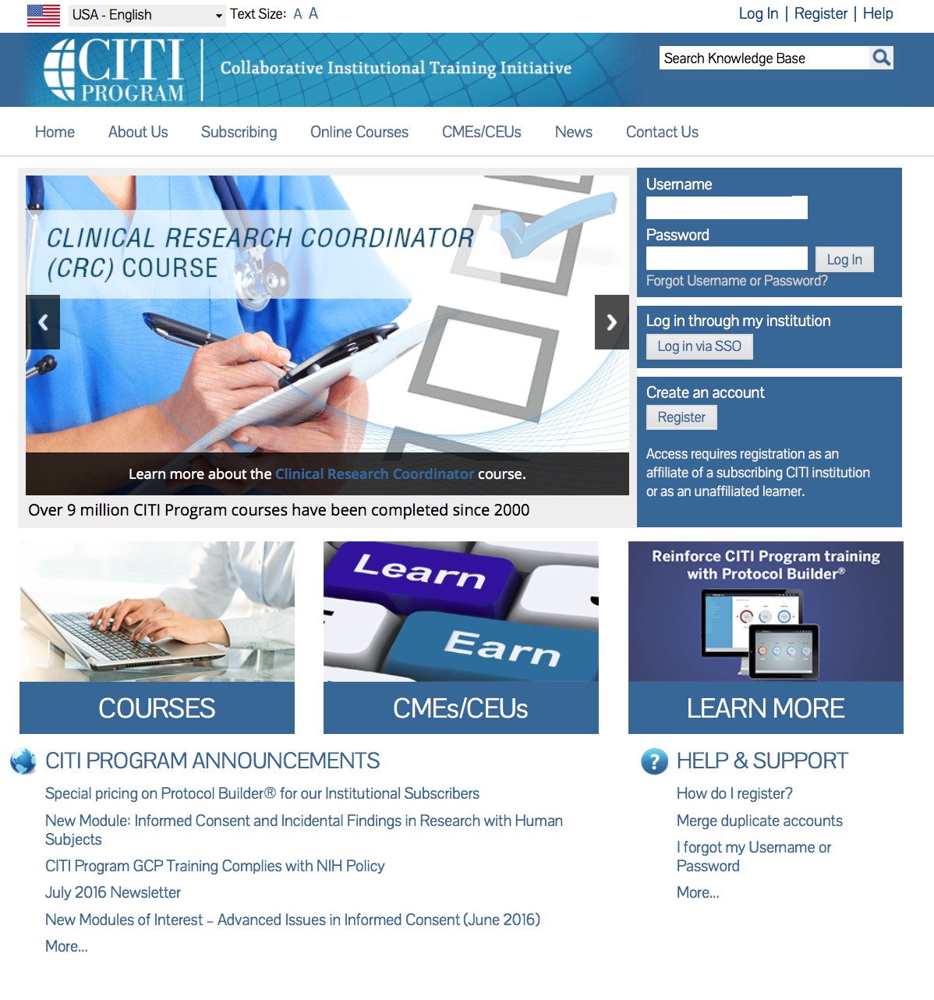 USA - English
Text Size: A A
Log In | Register | Help
CITI
PROGRAM
Collaborative Institutional Training Initiative
Search Knowledge Base
Home About Us Subscribing Online Courses CMEs/CEUs News Contact Us
CLINICAL RESEARCH COORDINATOR
(CRC) COURSE
Learn more about the Clinical Research Coordinator course.
Over 9 million CITI Program courses have been completed since 2000
Username
Password
Log In
Forgot Username or Password?
Log in through my institution
Log in via SSO
Create an account
Register
Access requires registration as an
affiliate of a subscribing CITI institution
or as an unaffiliated learner.
COURSES
Learn
Earn
CMEs/CEUs
Reinforce CITI Program training
with Protocol Builder®
LEARN MORE
CITI PROGRAM ANNOUNCEMENTS
Special pricing on Protocol Builder® for our Institutional Subscribers
New Module: Informed Consent and Incidental Findings in Research with Human
Subjects
CITI Program GCP Training Complies with NIH Policy
July 2016 Newsletter
New Modules of Interest – Advanced Issues in Informed Consent (June 2016)
More...
HELP & SUPPORT
How do I register?
Merge duplicate accounts
I forgot my Username or
Password
More...